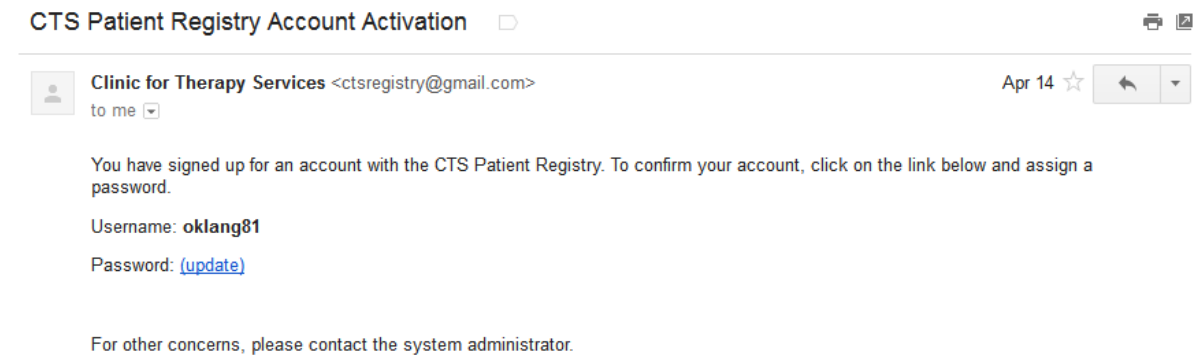 CTS Patient Registry Account Activation
Clinic for Therapy Services <ctsregistry@gmail.com>
Apr 14
to me
You have signed up for an account with the CTS Patient Registry. To confirm your account, click on the link below and assign a
password.
Username: oklang81
Password: (update)
For other concerns, please contact the system administrator.